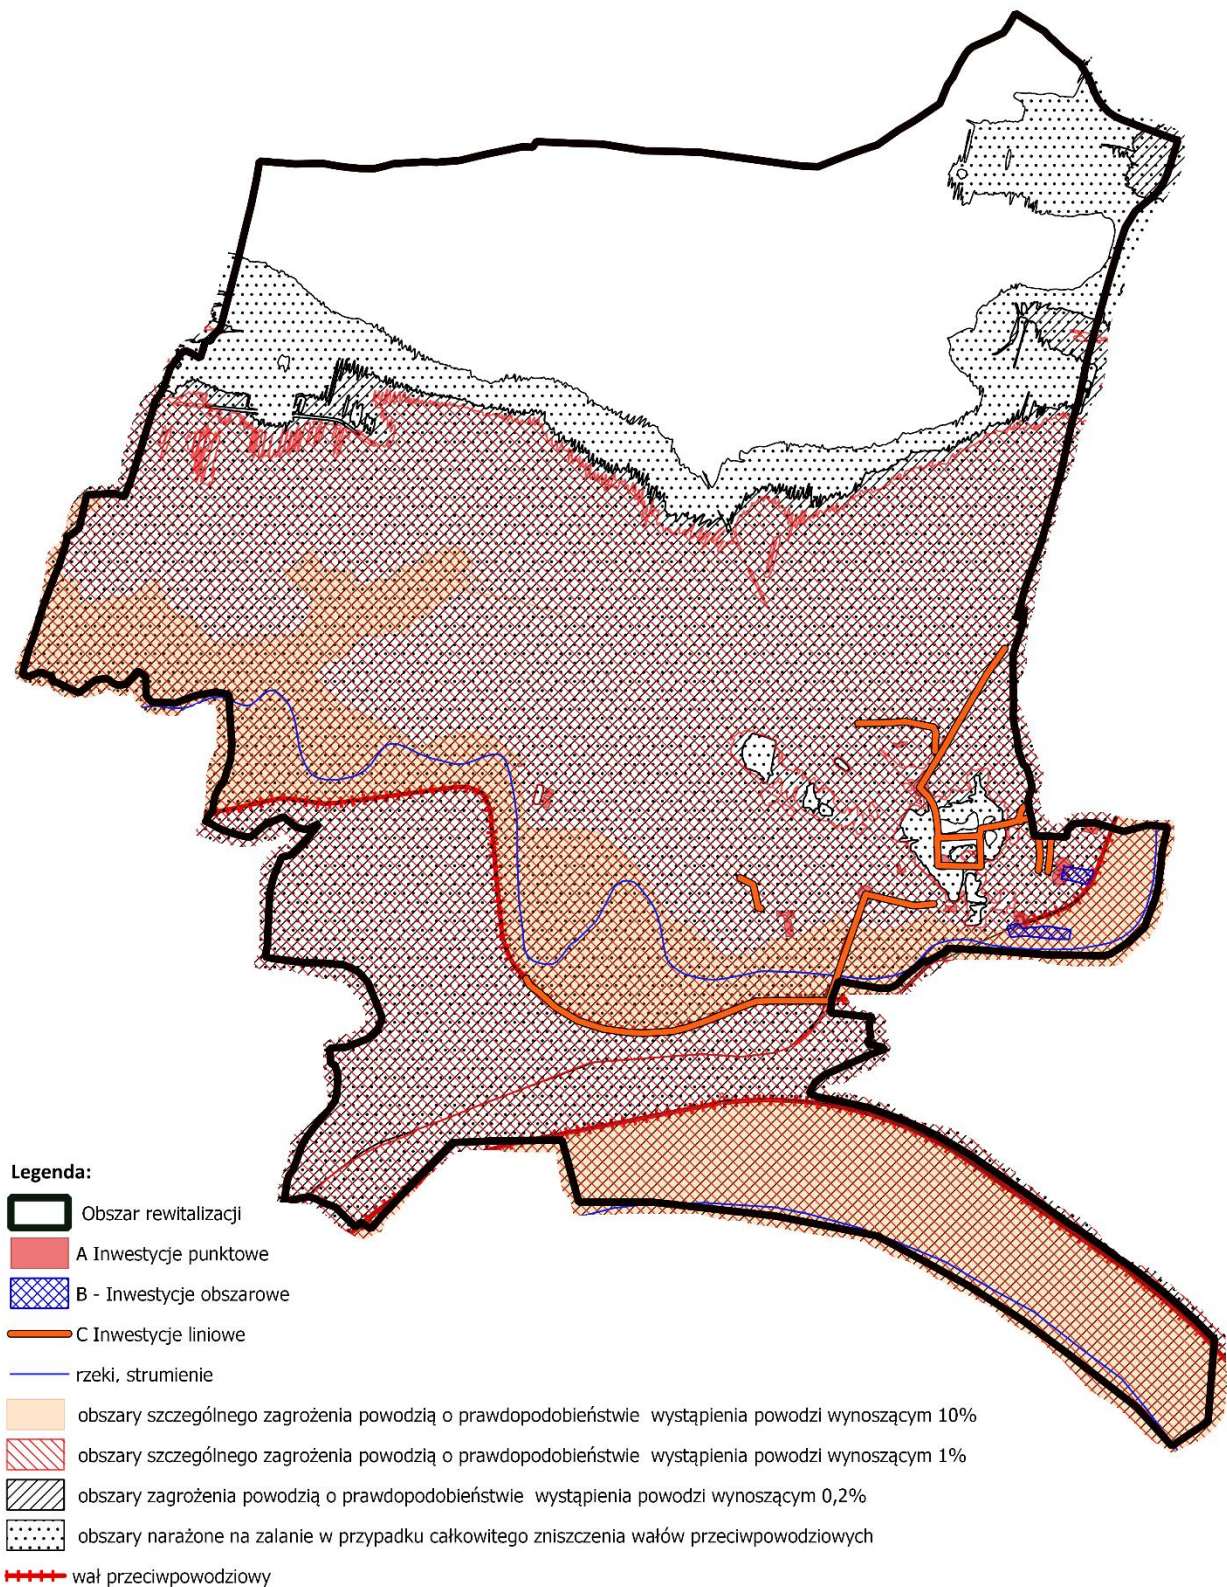 Legenda:
Obszar rewitalizacji
A Inwestycje punktowe
B - Inwestycje obszarowe
C Inwestycje liniowe
rzeki, strumienie
obszary szczególnego zagrożenia powodzią o prawdopodobieństwie wystąpienia powodzi wynoszącym 10%
obszary szczególnego zagrożenia powodzią o prawdopodobieństwie wystąpienia powodzi wynoszącym 1%
obszary zagrożenia powodzią o prawdopodobieństwie wystąpienia powodzi wynoszącym 0,2%
obszary narażone na zalanie w przypadku całkowitego zniszczenia wałów przeciwpowodziowych
wał przeciwpowodziowy